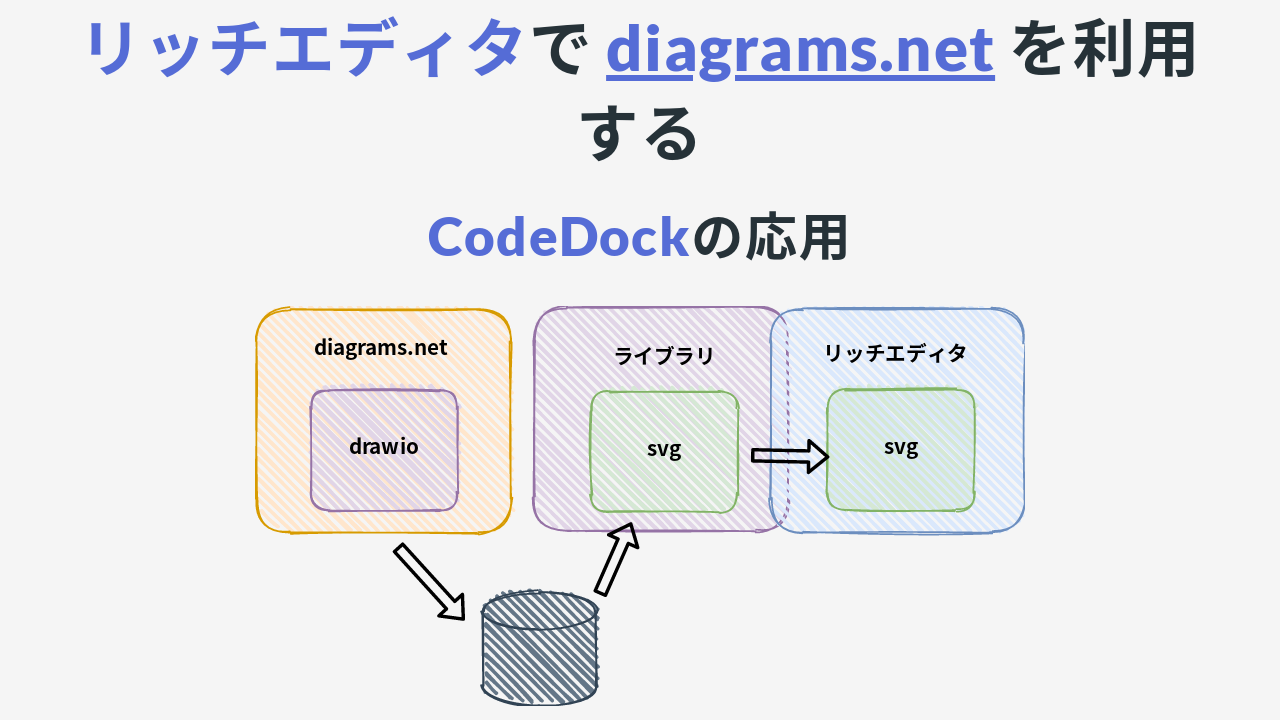 リッチエディタで diagrams.net を利用
する
CodeDockの応用
diagrams.net
ライブラリ
リッチエディタ
drawio
svg
svg